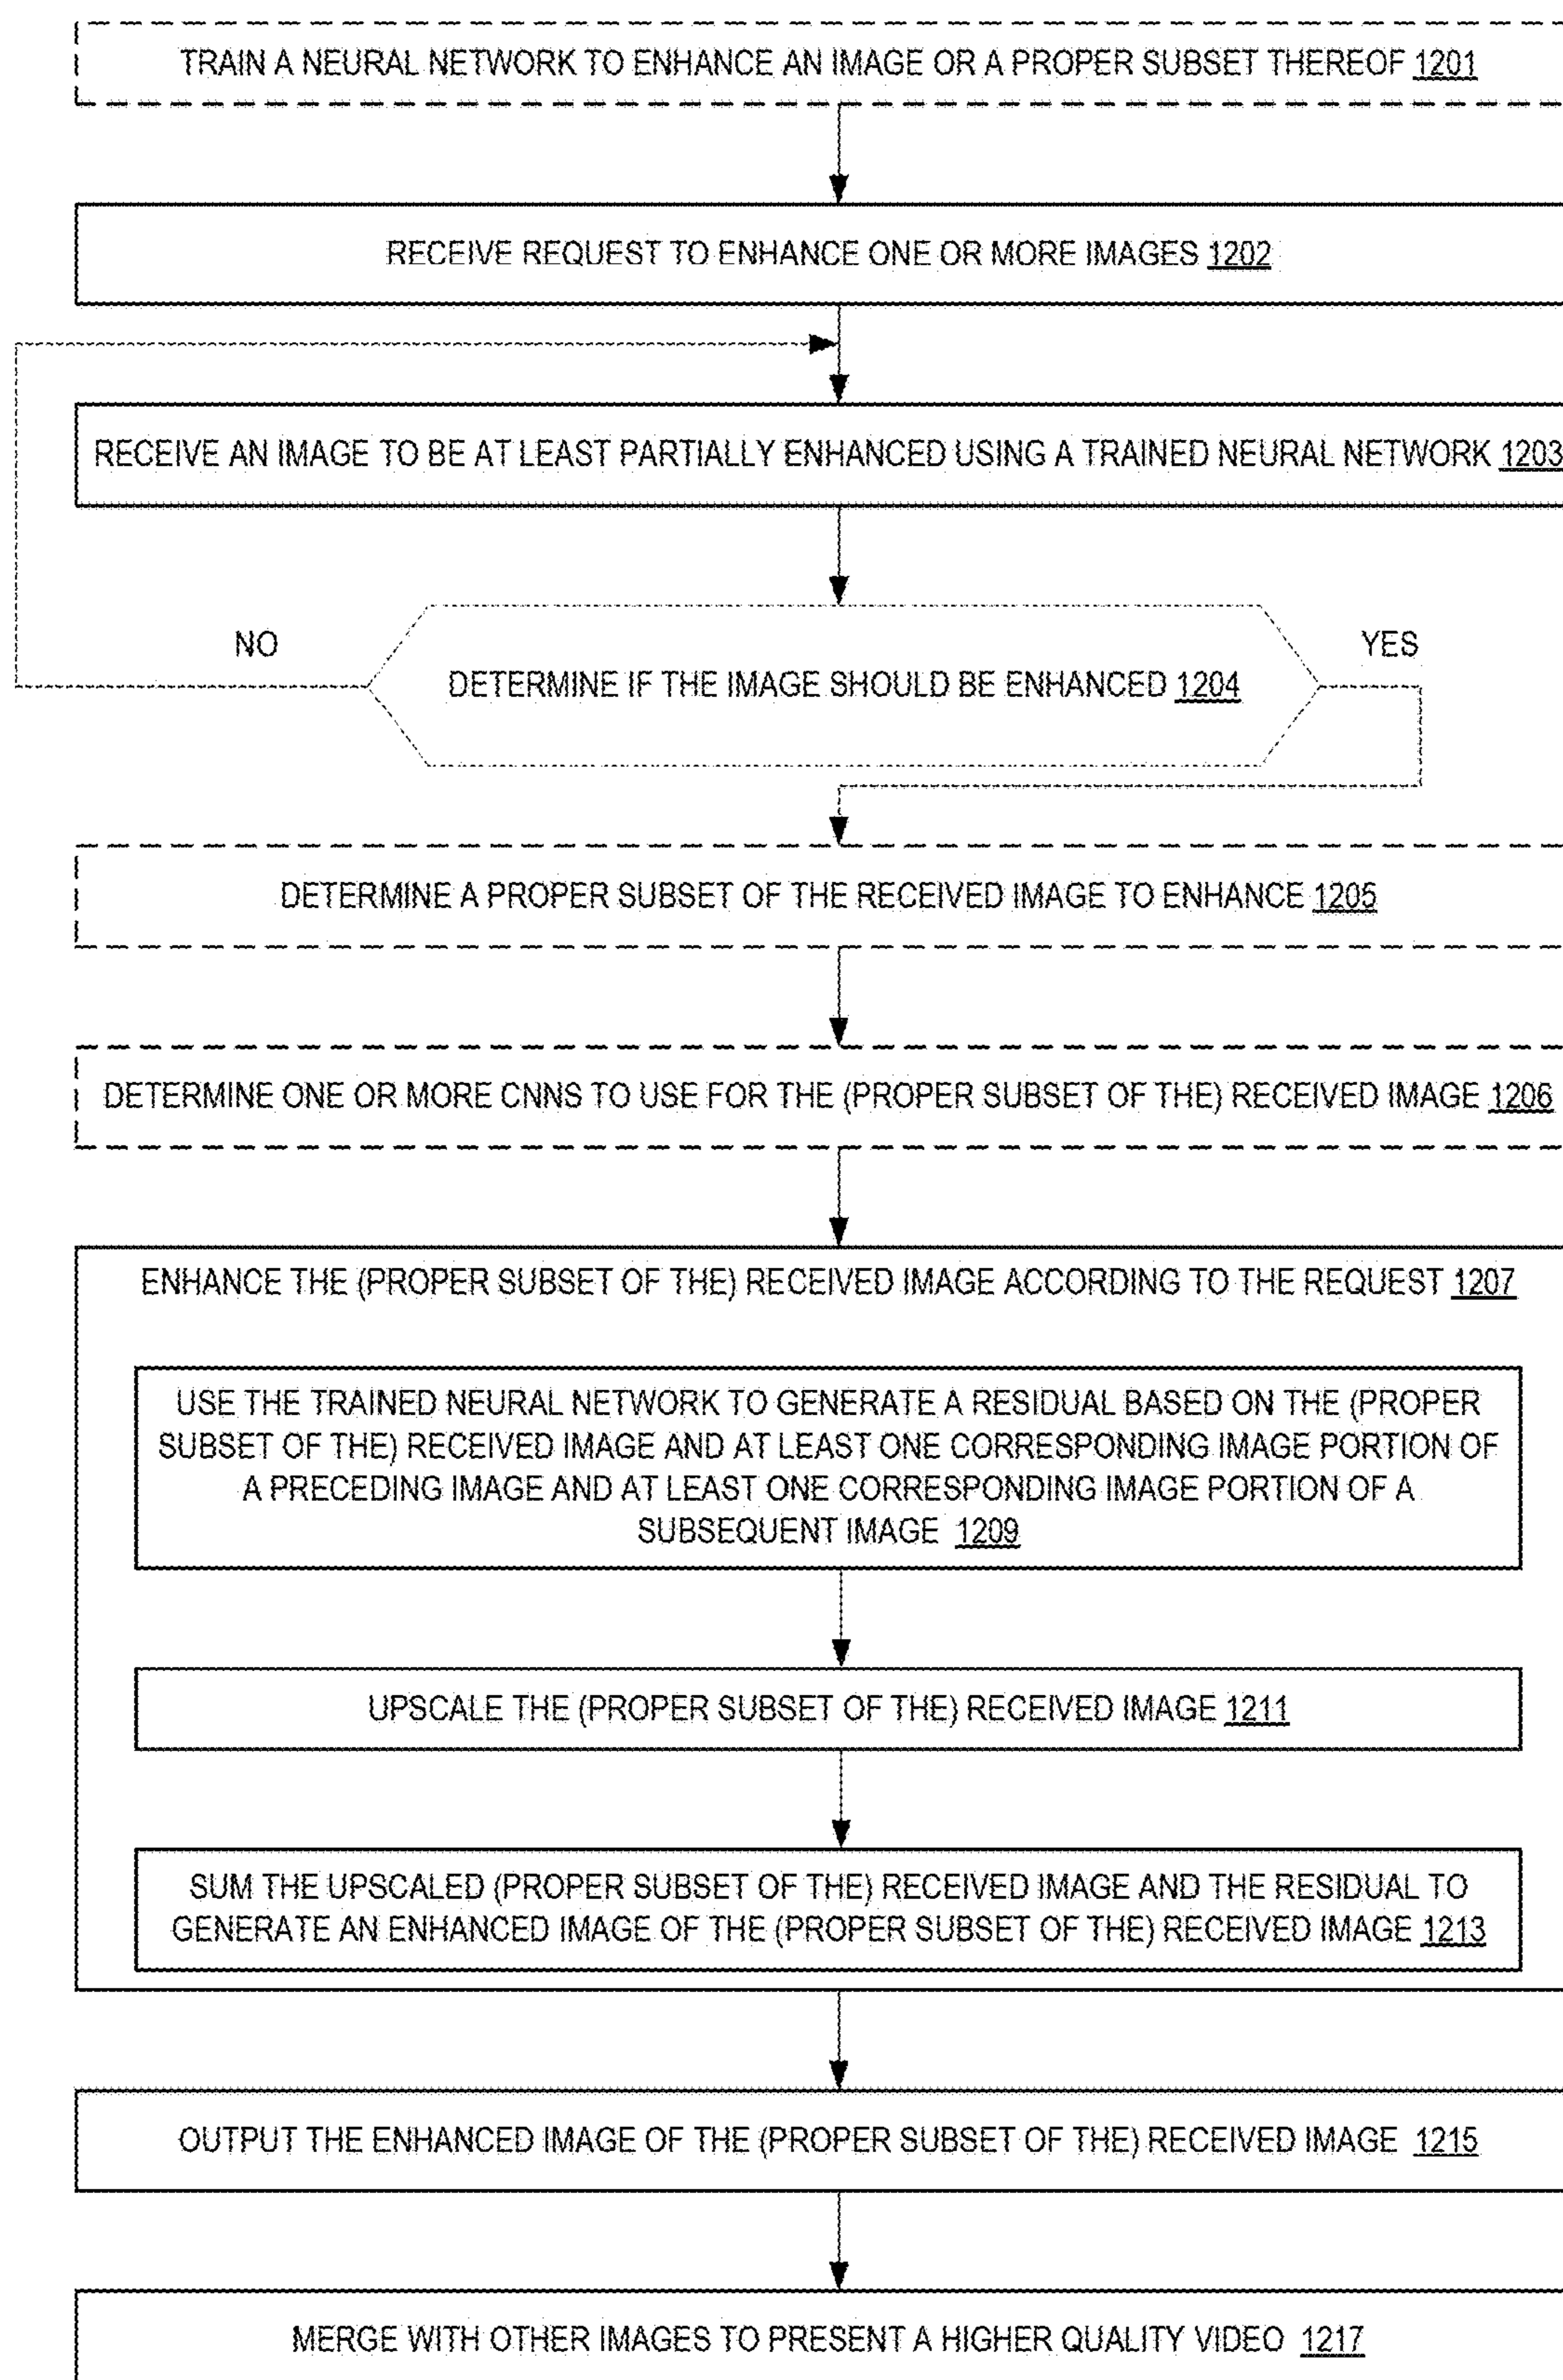 TRAIN A NEURAL NETWORK TO ENHANCE AN IMAGE OR A PROPER SUBSET THEREOF 1201
RECEIVE REQUEST TO ENHANCE ONE OR MORE IMAGES 1202
RECEIVE AN IMAGE TO BE AT LEAST PARTIALLY ENHANCED USING A TRAINED NEURAL NETWORK 1203
NO
YES
DETERMINE IF THE IMAGE SHOULD BE ENHANCED 1204
DETERMINE A PROPER SUBSET OF THE RECEIVED IMAGE TO ENHANCE 1205
DETERMINE ONE OR MORE CNNS TO USE FOR THE (PROPER SUBSET OF THE) RECEIVED IMAGE 1206
ENHANCE THE (PROPER SUBSET OF THE) RECEIVED IMAGE ACCORDING TO THE REQUEST 1207
USE THE TRAINED NEURAL NETWORK TO GENERATE A RESIDUAL BASED ON THE (PROPER
SUBSET OF THE) RECEIVED IMAGE AND AT LEAST ONE CORRESPONDING IMAGE PORTION OF
A PRECEDING IMAGE AND AT LEAST ONE CORRESPONDING IMAGE PORTION OF A
SUBSEQUENT IMAGE 1209
UPSCALE THE (PROPER SUBSET OF THE) RECEIVED IMAGE 1211
SUM THE UPSCALED (PROPER SUBSET OF THE) RECEIVED IMAGE AND THE RESIDUAL TO
GENERATE AN ENHANCED IMAGE OF THE (PROPER SUBSET OF THE) RECEIVED IMAGE 1213
OUTPUT THE ENHANCED IMAGE OF THE (PROPER SUBSET OF THE) RECEIVED IMAGE 1215
MERGE WITH OTHER IMAGES TO PRESENT A HIGHER QUALITY VIDEO 1217